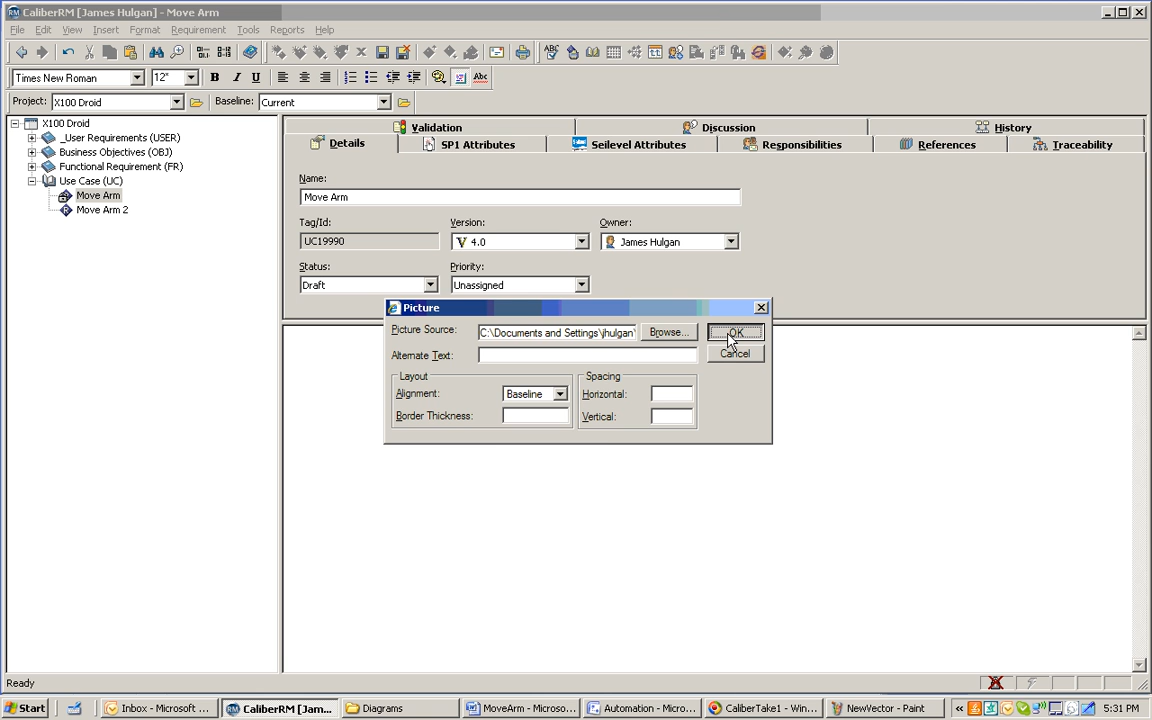 CaliberRM [James Hulgan] - Move Arm
File Edit View Insert Format Requirement Tools Reports Help
Times New Roman 12" B I U Abc
Project: X100 Droid Baseline: Current
X100 Droid
_User Requirements (USER)
Business Objectives (OBJ)
Functional Requirement (FR)
Use Case (UC)
Move Arm
Move Arm 2
Validation Discussion History
Details SP1 Attributes Seilevel Attributes Responsibilities References Traceability
Name:
Move Arm
Tag/Id: Version: Owner:
UC19990 4.0 James Hulgan
Status: Priority:
Draft Unassigned
Picture
Picture Source: C:\Documents and Settings\jhulgan\ Browse... OK
Alternate Text: Cancel
Layout Spacing
Alignment: Baseline Horizontal:
Border Thickness: Vertical:
Ready
Start Inbox - Microsoft ... CaliberRM [Jam... Diagrams MoveArm - Microso... Automation - Micro... CaliberTake1 - Win... NewVector - Paint « 5:31 PM